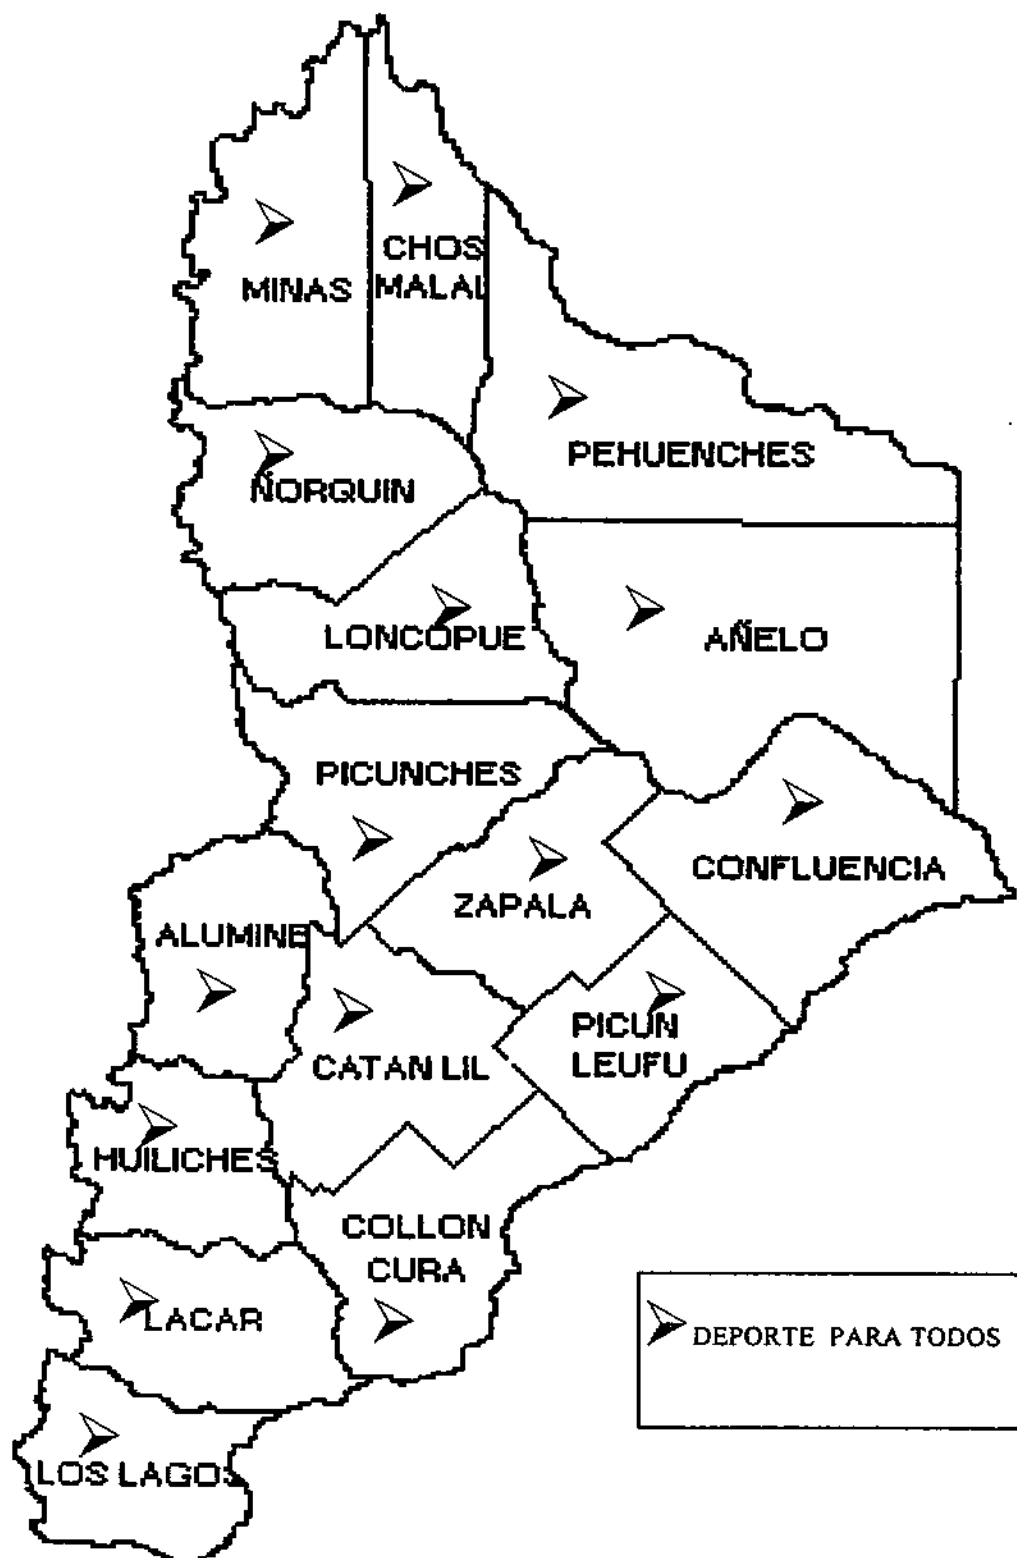 CHOS
MALAL
MINAS
PEHUENCHES
ÑORQUIN
LONCOPUE
AÑELO
PICUNCHES
CONFLUENCIA
ZAPALA
ALUMINE
PICUN
LEUFU
CATAN LIL
HUILICHES
COLLON
CURA
LACAR
DEPORTE PARA TODOS
LOS LAGOS